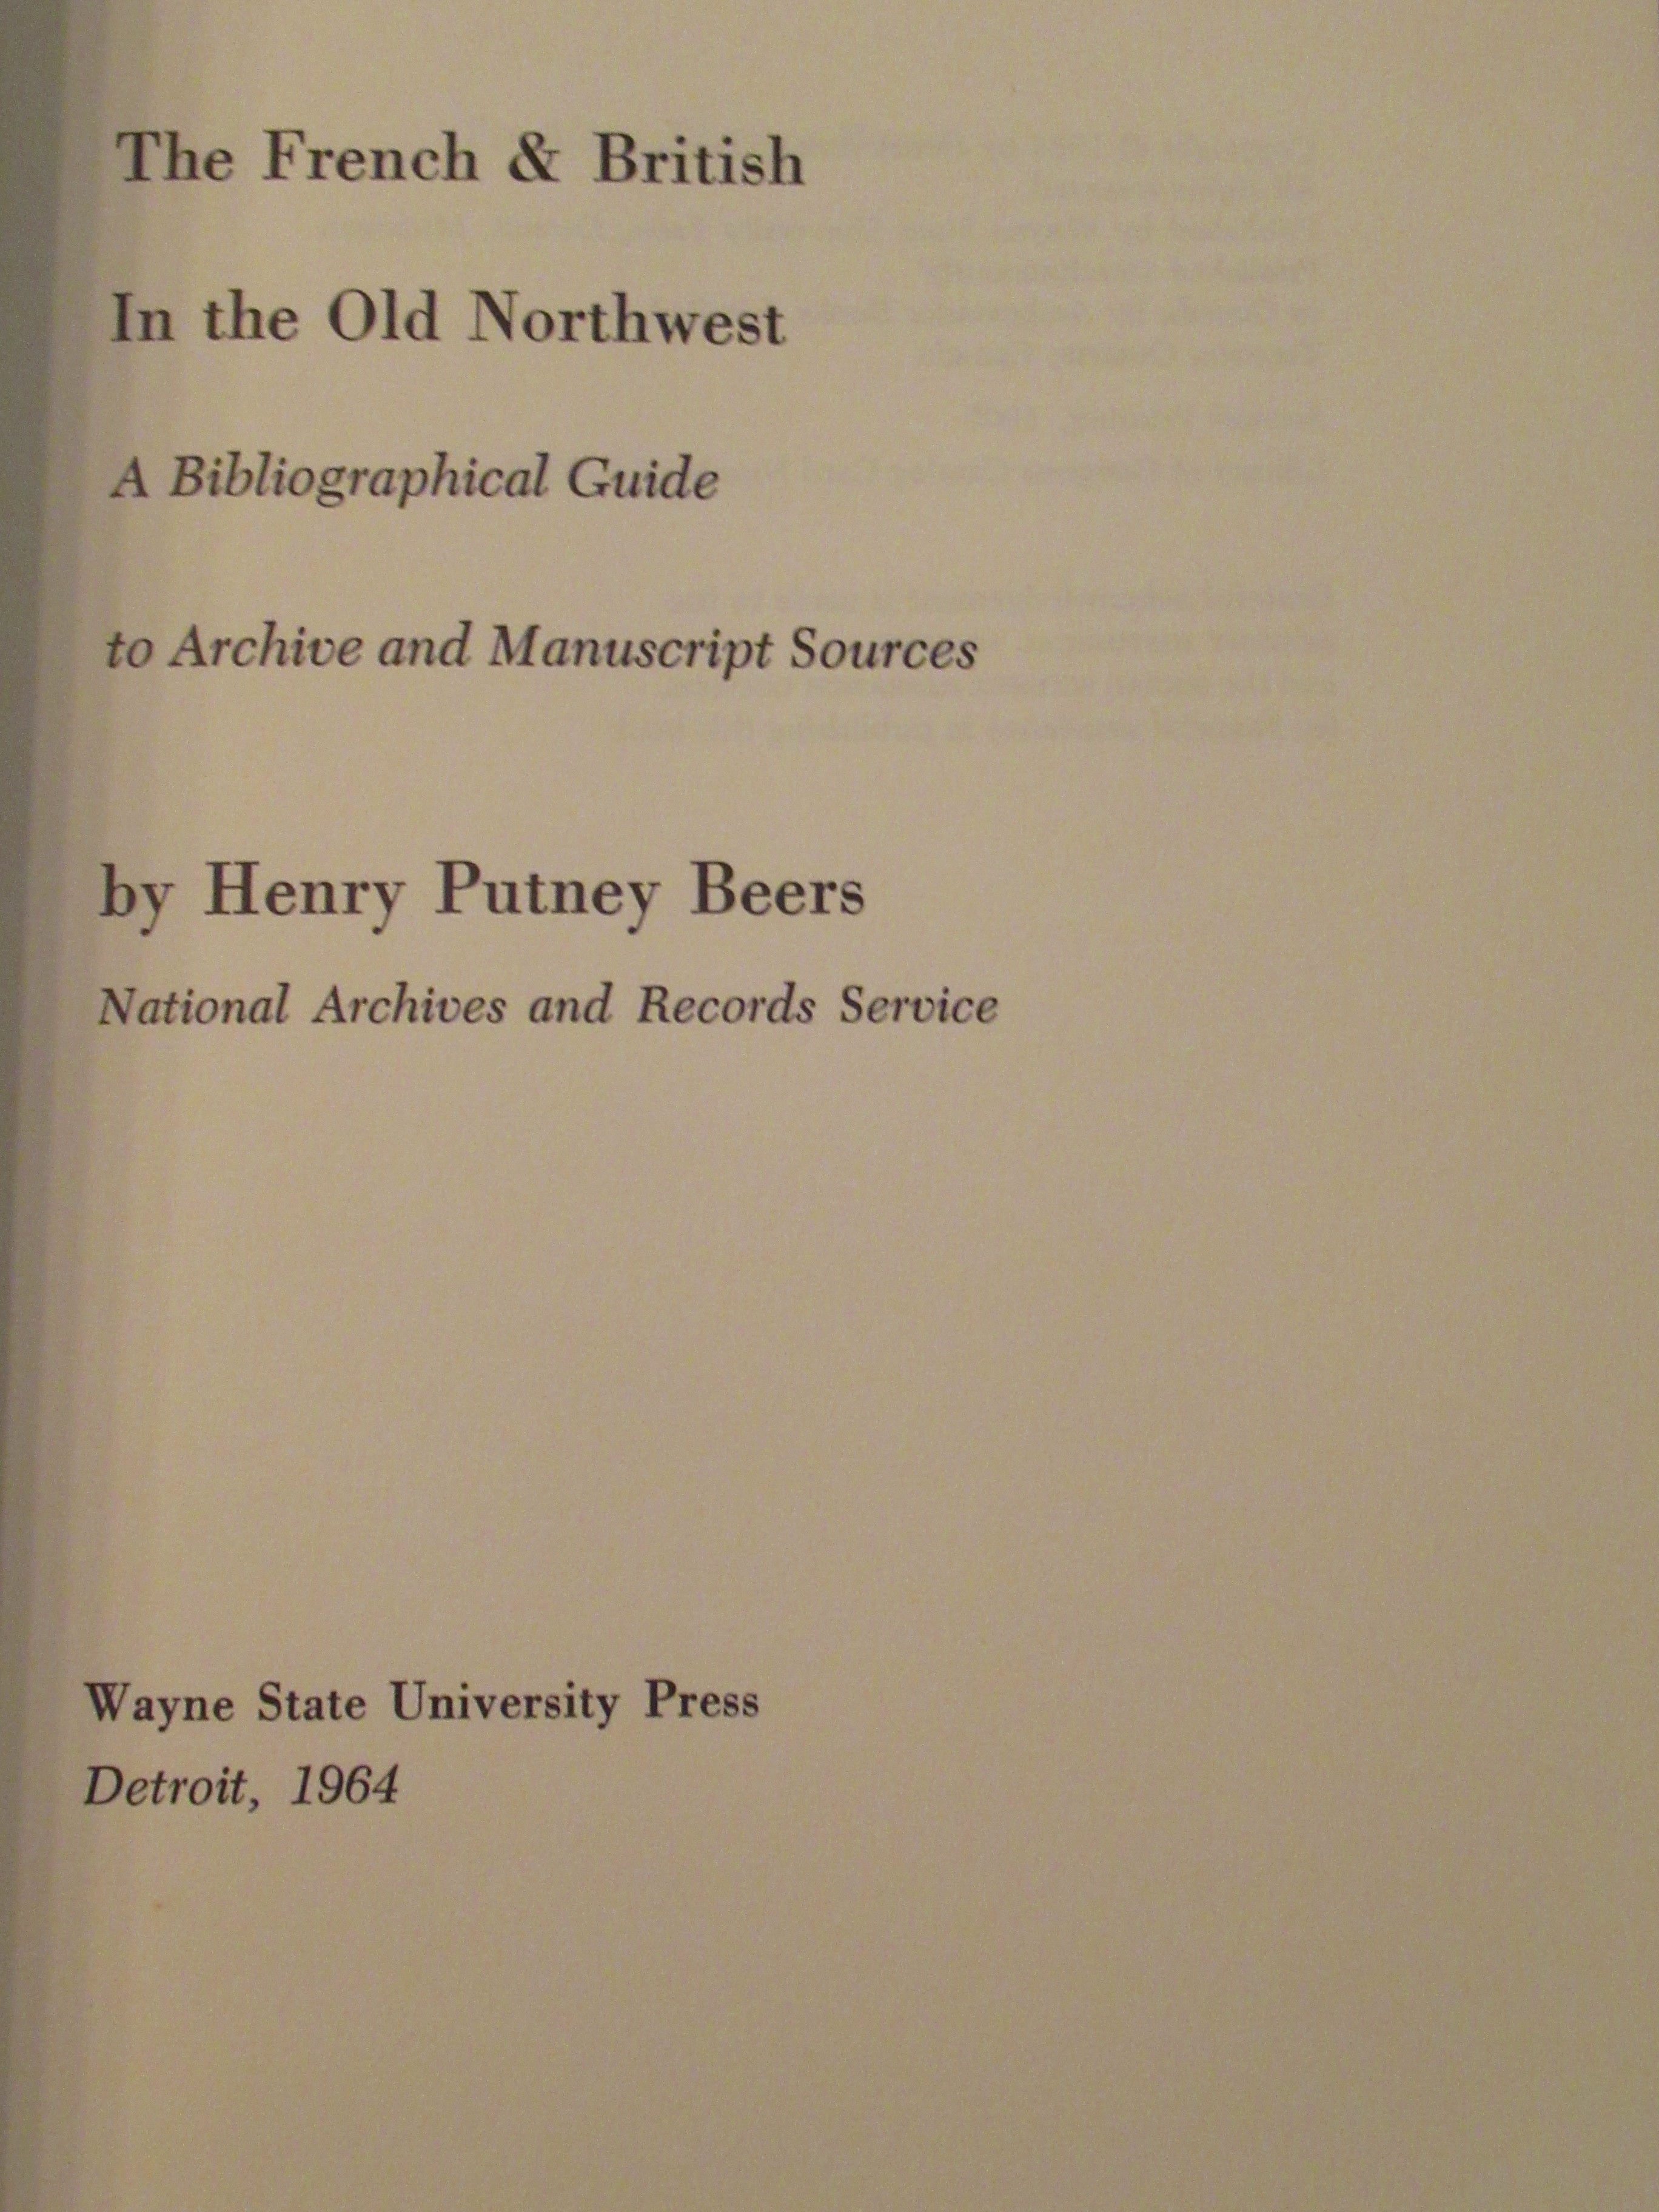 The French & British
In the Old Northwest
A Bibliographical Guide
to Archive and Manuscript Sources
by Henry Putney Beers
National Archives and Records Service
Wayne State University Press
Detroit, 1964